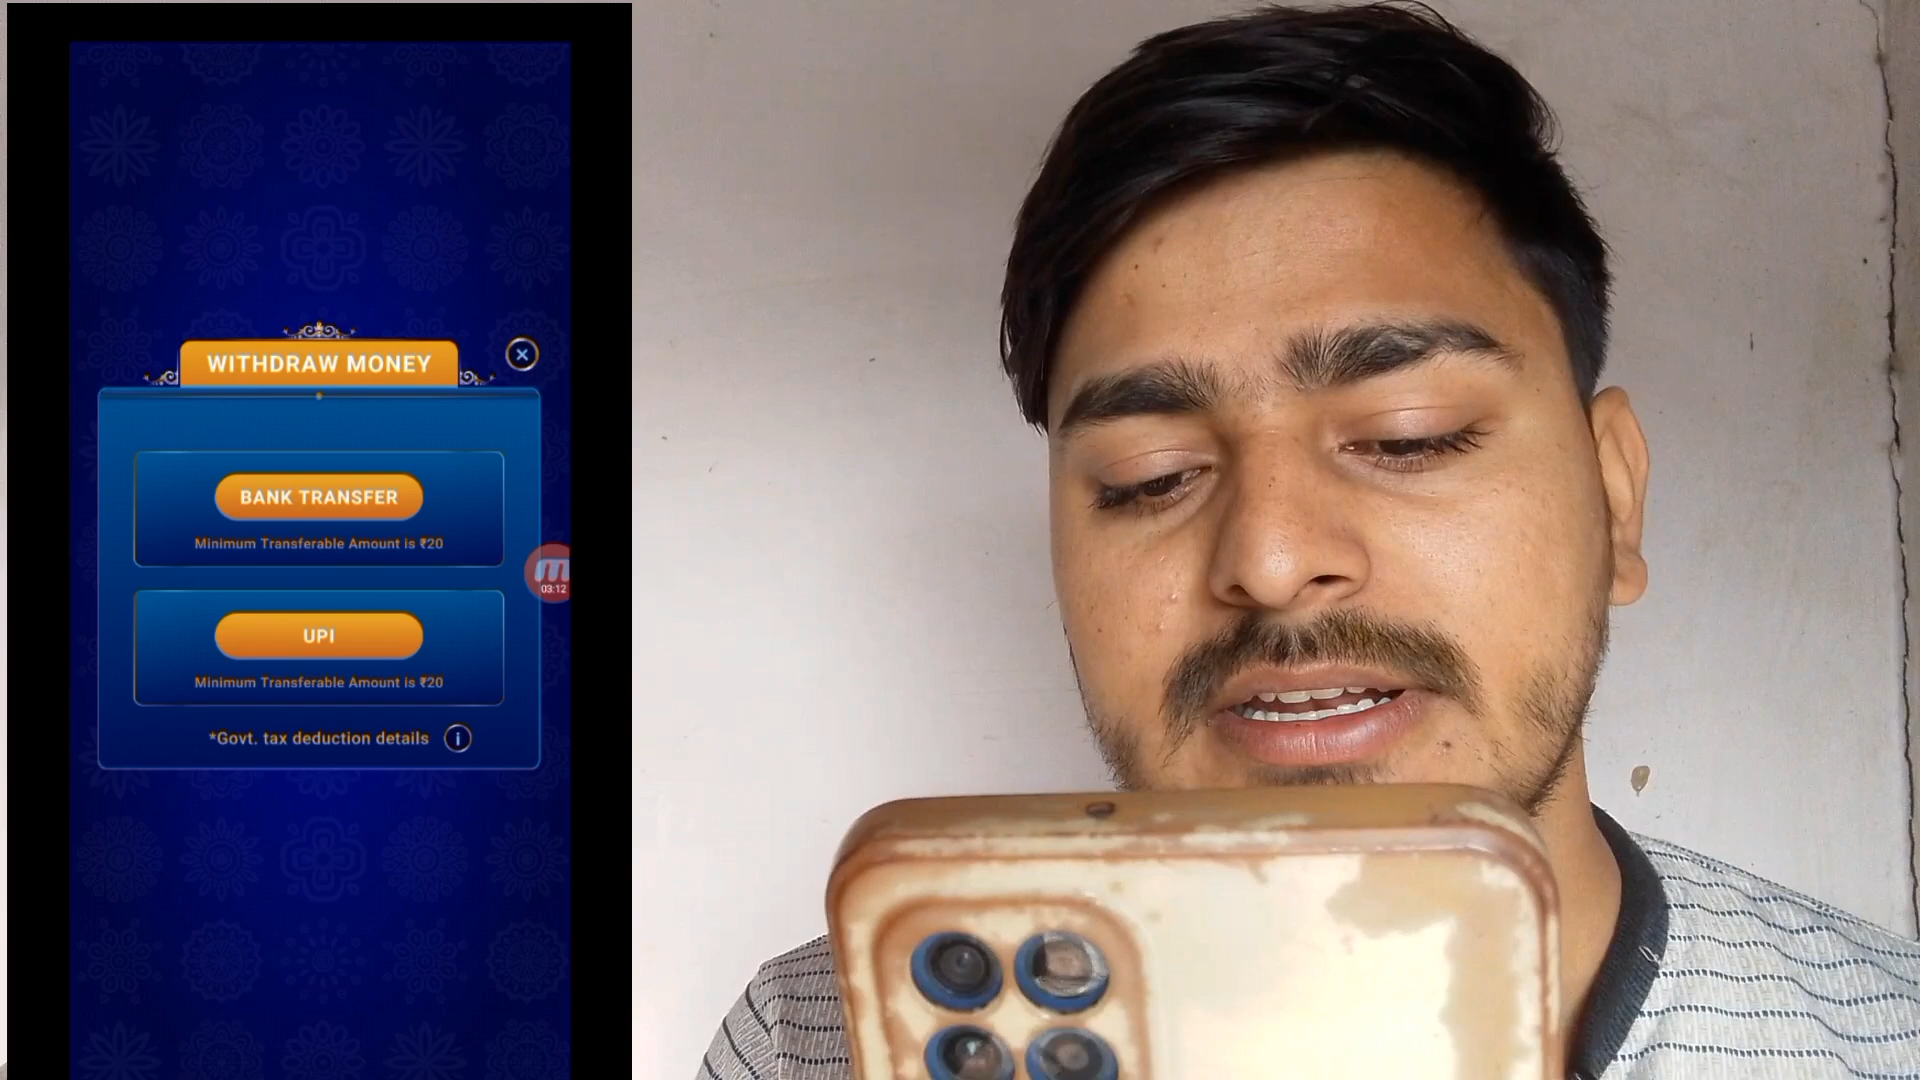 WITHDRAW MONEY
BANK TRANSFER
Minimum Transferable Amount is ₹20
m
03:12
UPI
Minimum Transferable Amount is ₹20
*Govt. tax deduction details i